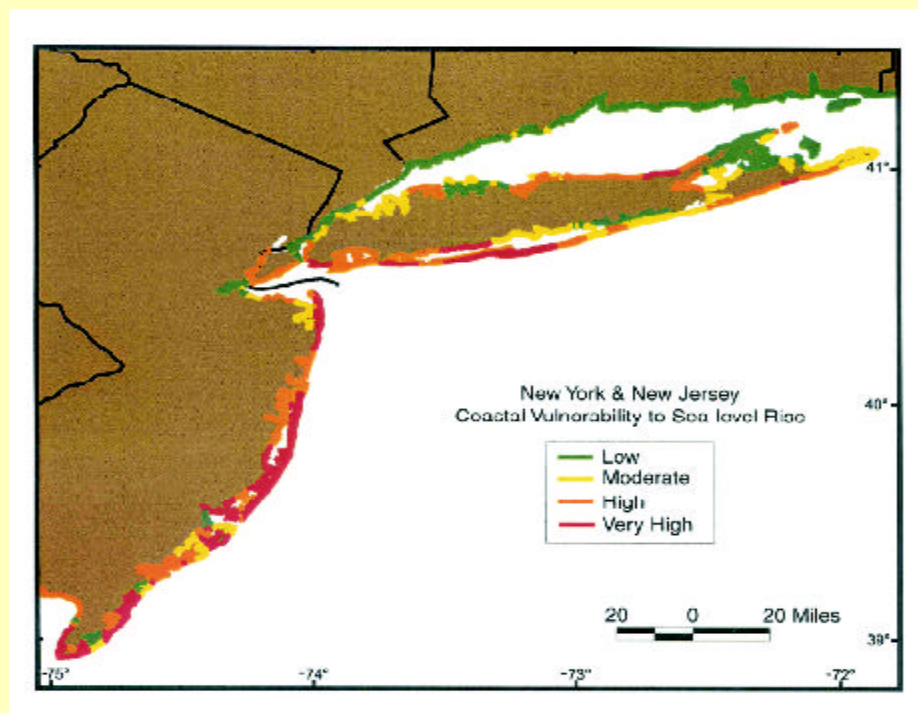 41°
New York & New Jersey
Coastal Vulnerability to Sea level Rise
40°
Low
Moderate
High
Very High
20 0 20 Miles
39°
-75° -74° -73° -72°